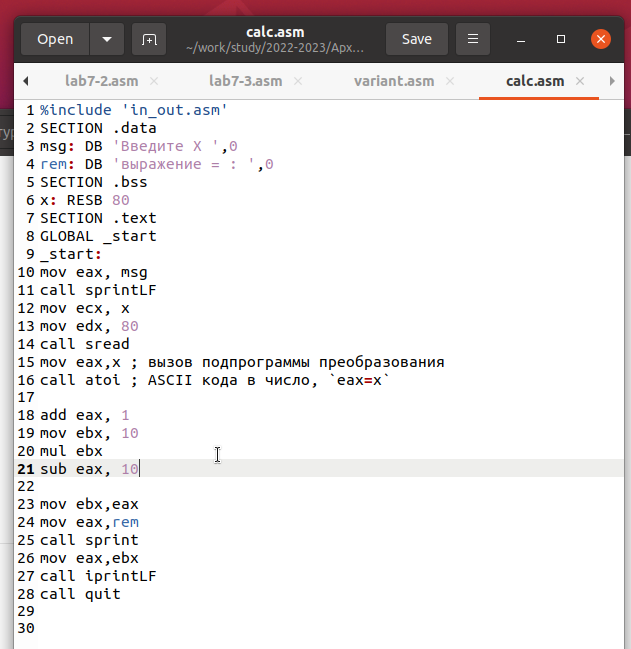 Open
calc.asm
~/work/study/2022-2023/Арх…
Save
lab7-2.asm
lab7-3.asm
variant.asm
calc.asm
1 %include 'in_out.asm'
2 SECTION .data
3 msg: DB 'Введите X ',0
4 rem: DB 'выражение = : ',0
5 SECTION .bss
6 x: RESB 80
7 SECTION .text
8 GLOBAL _start
9 _start:
10 mov eax, msg
11 call sprintLF
12 mov ecx, x
13 mov edx, 80
14 call sread
15 mov eax,x ; вызов подпрограммы преобразования
16 call atoi ; ASCII кода в число, `eax=x`
17
18 add eax, 1
19 mov ebx, 10
20 mul ebx
21 sub eax, 10
22
23 mov ebx,eax
24 mov eax,rem
25 call sprint
26 mov eax,ebx
27 call iprintLF
28 call quit
29
30